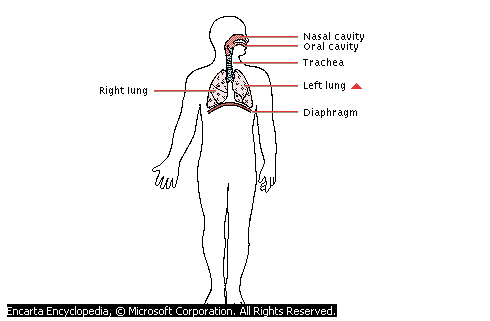 Nasal cavity
Oral cavity
Trachea
Right lung
Left lung
Diaphragm
Encarta Encyclopedia, © Microsoft Corporation. All Rights Reserved.